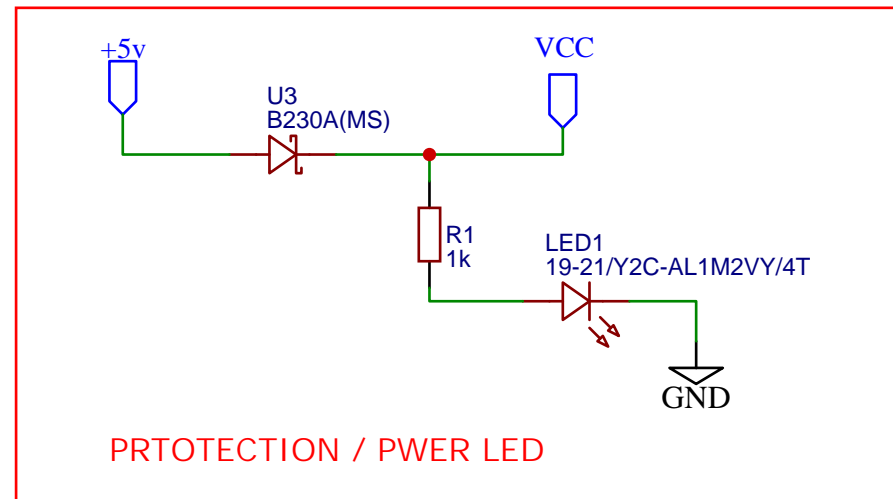 +5v
VCC
U3
B230A(MS)
R1
1k
LED1
19-21/Y2C-AL1M2VY/4T
GND
PRTOTECTION / PWER LED